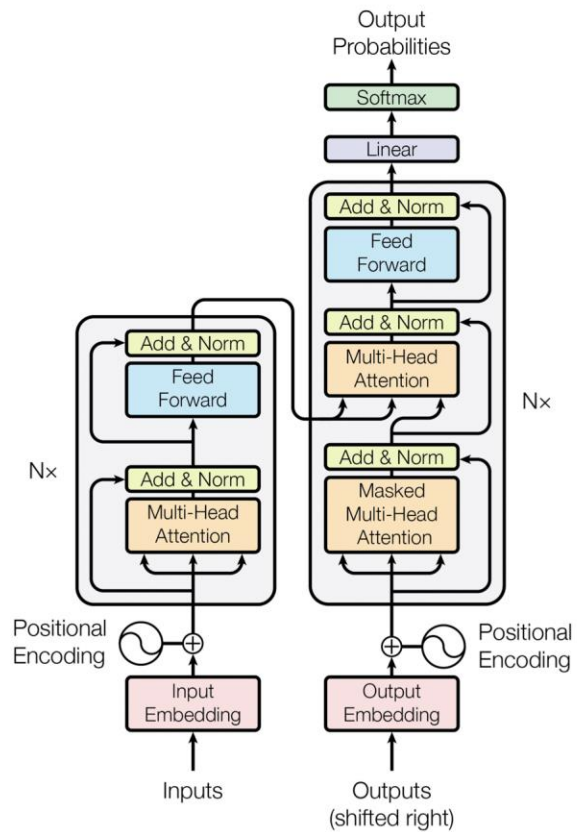 Output
Probabilities
Softmax
Linear
Add & Norm
Feed
Forward
Add & Norm
Multi-Head
Attention
Add & Norm
Masked
Multi-Head
Attention
N×
Add & Norm
Feed
Forward
Add & Norm
Multi-Head
Attention
N×
Positional
Encoding
Positional
Encoding
Input
Embedding
Output
Embedding
Inputs
Outputs
(shifted right)